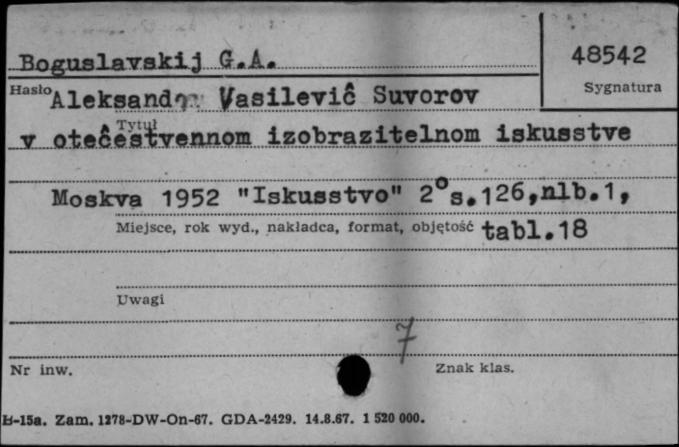 Boguslavskij G.A.
48542
Sygnatura
Hasło
Aleksandr Vasilevič Suvorov
Tytuł
v otečestvennom izobrazitelnom iskusstve
Moskva 1952 "Iskusstvo" 2° s.126,nlb.1,
Miejsce, rok wyd., nakładca, format, objętość tabl.18
Uwagi
7
Nr inw.
Znak klas.
B-15a. Zam. 1278-DW-On-67. GDA-2429. 14.8.67. 1 520 000.